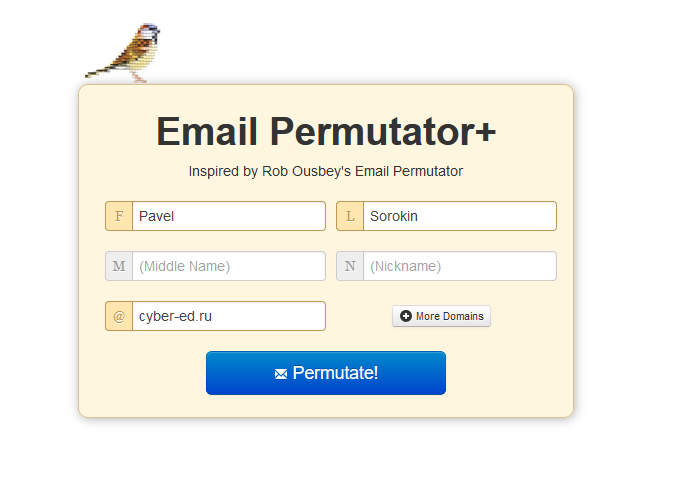 Email Permutator+
Inspired by Rob Ousbey's Email Permutator
F Pavel L Sorokin
M (Middle Name) N (Nickname)
@ cyber-ed.ru More Domains
Permutate!